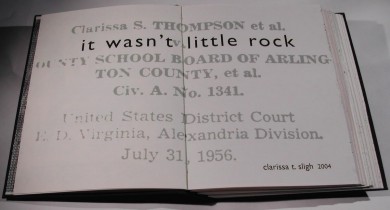 Clarissa S. THOMPSON et al.
it wasn't little rock
v.
OUNTY SCHOOL BOARD OF ARLING-
TON COUNTY, et al.
Civ. A. No. 1341.
United States District Court
E. D. Virginia, Alexandria Division.
July 31, 1956.
clarissa t. sligh 2004